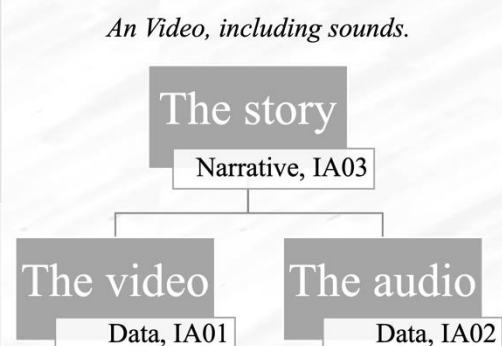 An Video, including sounds.
The story
Narrative, IA03
The video
Data, IA01
The audio
Data, IA02